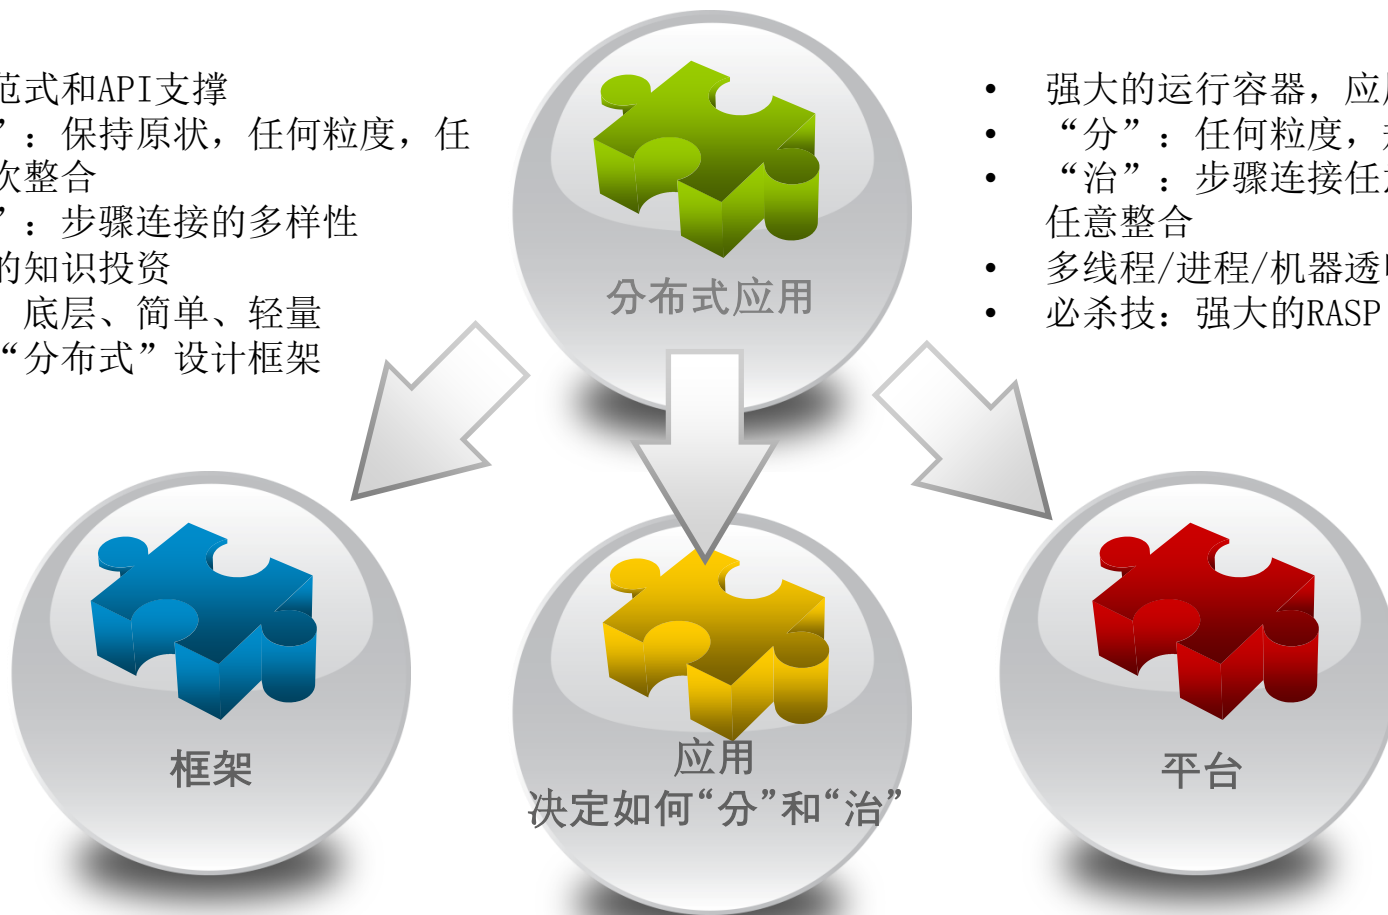 范式和API支撑
”：保持原状，任何粒度，任
次整合
”：步骤连接的多样性
的知识投资
底层、简单、轻量
“分布式”设计框架
• 强大的运行容器，应
• “分”：任何粒度，
• “治”：步骤连接任
任意整合
• 多线程/进程/机器透
• 必杀技：强大的RASP
分布式应用
框架
应用
决定如何“分”和“治”
平台